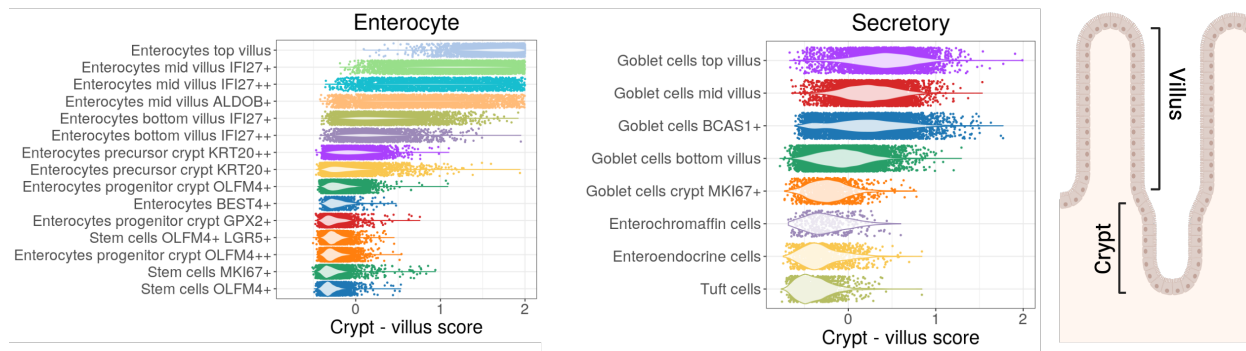 Enterocyte
Enterocytes top villus
Enterocytes mid villus IFI27+
Enterocytes mid villus IFI27++
Enterocytes mid villus ALDOB+
Enterocytes bottom villus IFI27+
Enterocytes bottom villus IFI27++
Enterocytes precursor crypt KRT20++
Enterocytes precursor crypt KRT20+
Enterocytes progenitor crypt OLFM4+
Enterocytes BEST4+
Enterocytes progenitor crypt GPX2+
Stem cells OLFM4+ LGR5+
Enterocytes progenitor crypt OLFM4++
Stem cells MKI67+
Stem cells OLFM4+
0 1 2
Crypt - villus score
Secretory
Goblet cells top villus
Goblet cells mid villus
Goblet cells BCAS1+
Goblet cells bottom villus
Goblet cells crypt MKI67+
Enterochromaffin cells
Enteroendocrine cells
Tuft cells
0 1 2
Crypt - villus score
Villus
Crypt